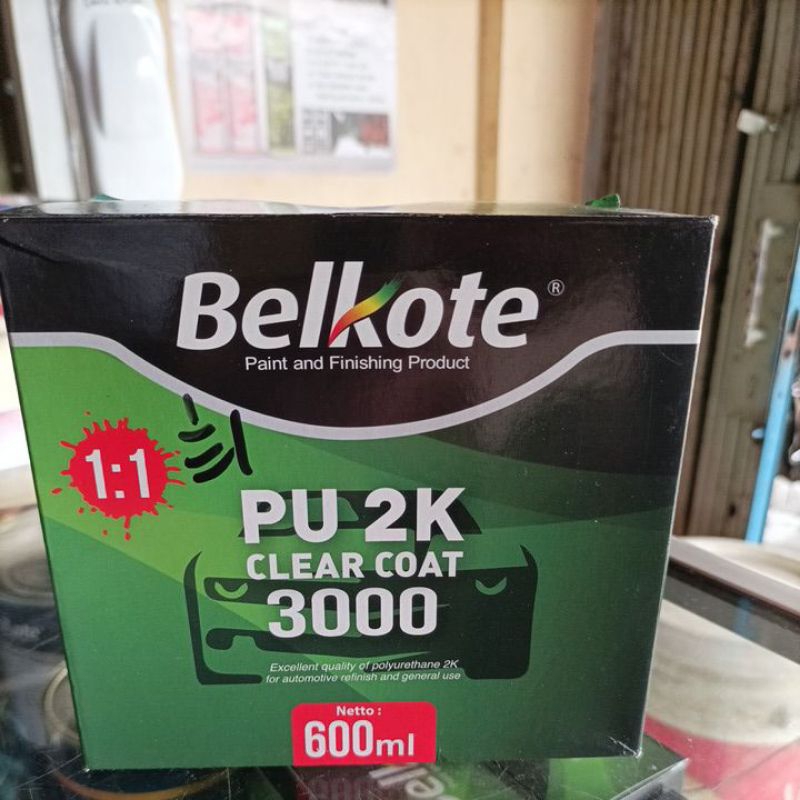 Belkote®
Paint and Finishing Product
1:1
PU 2K
CLEAR COAT
3000
Excellent quality of polyurethane 2K
for automotive refinish and general use
Netto :
600ml